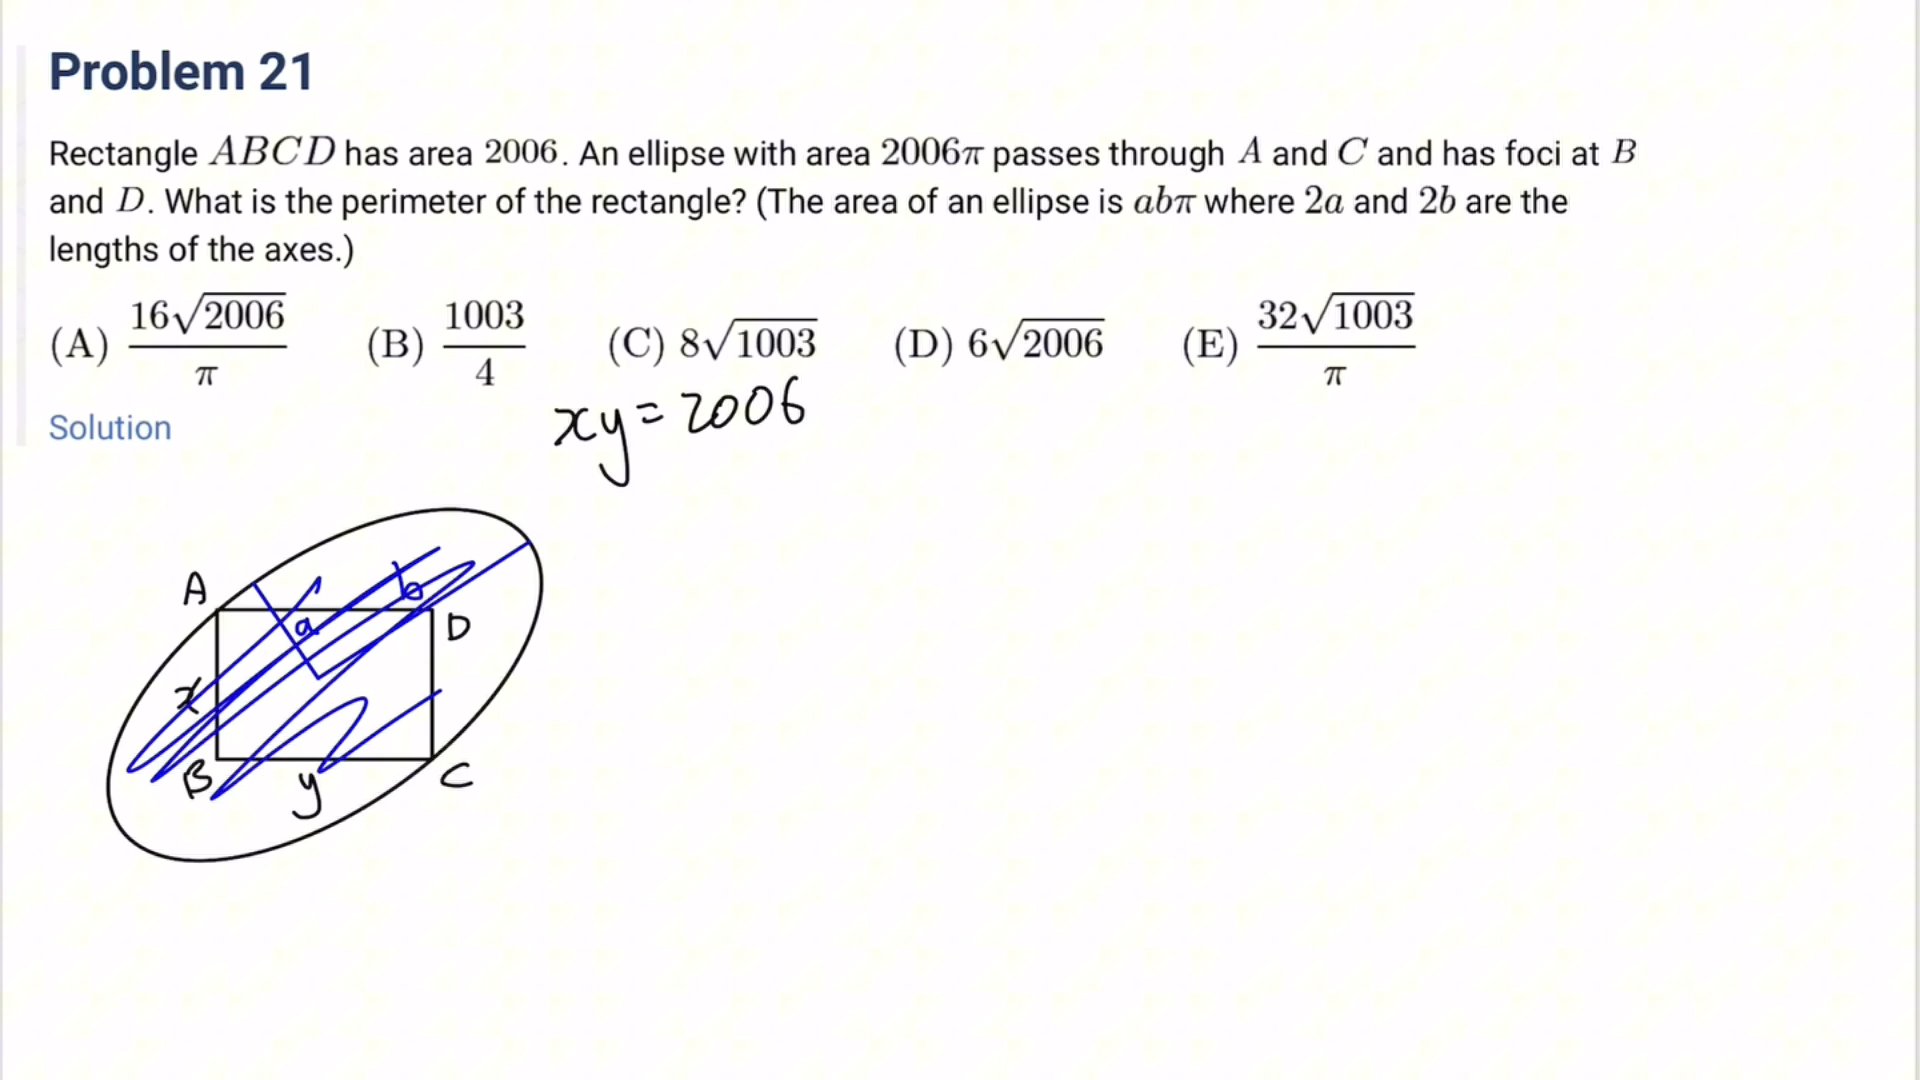 Problem 21
Rectangle ABCD has area 2006. An ellipse with area 2006π passes through A and C and has foci at B
and D. What is the perimeter of the rectangle? (The area of an ellipse is abπ where 2a and 2b are the
lengths of the axes.)
(A) 16√2006/π (B) 1003/4 (C) 8√1003 (D) 6√2006 (E) 32√1003/π
Solution
xy = 2006
A
b
a
D
x
B
y
C